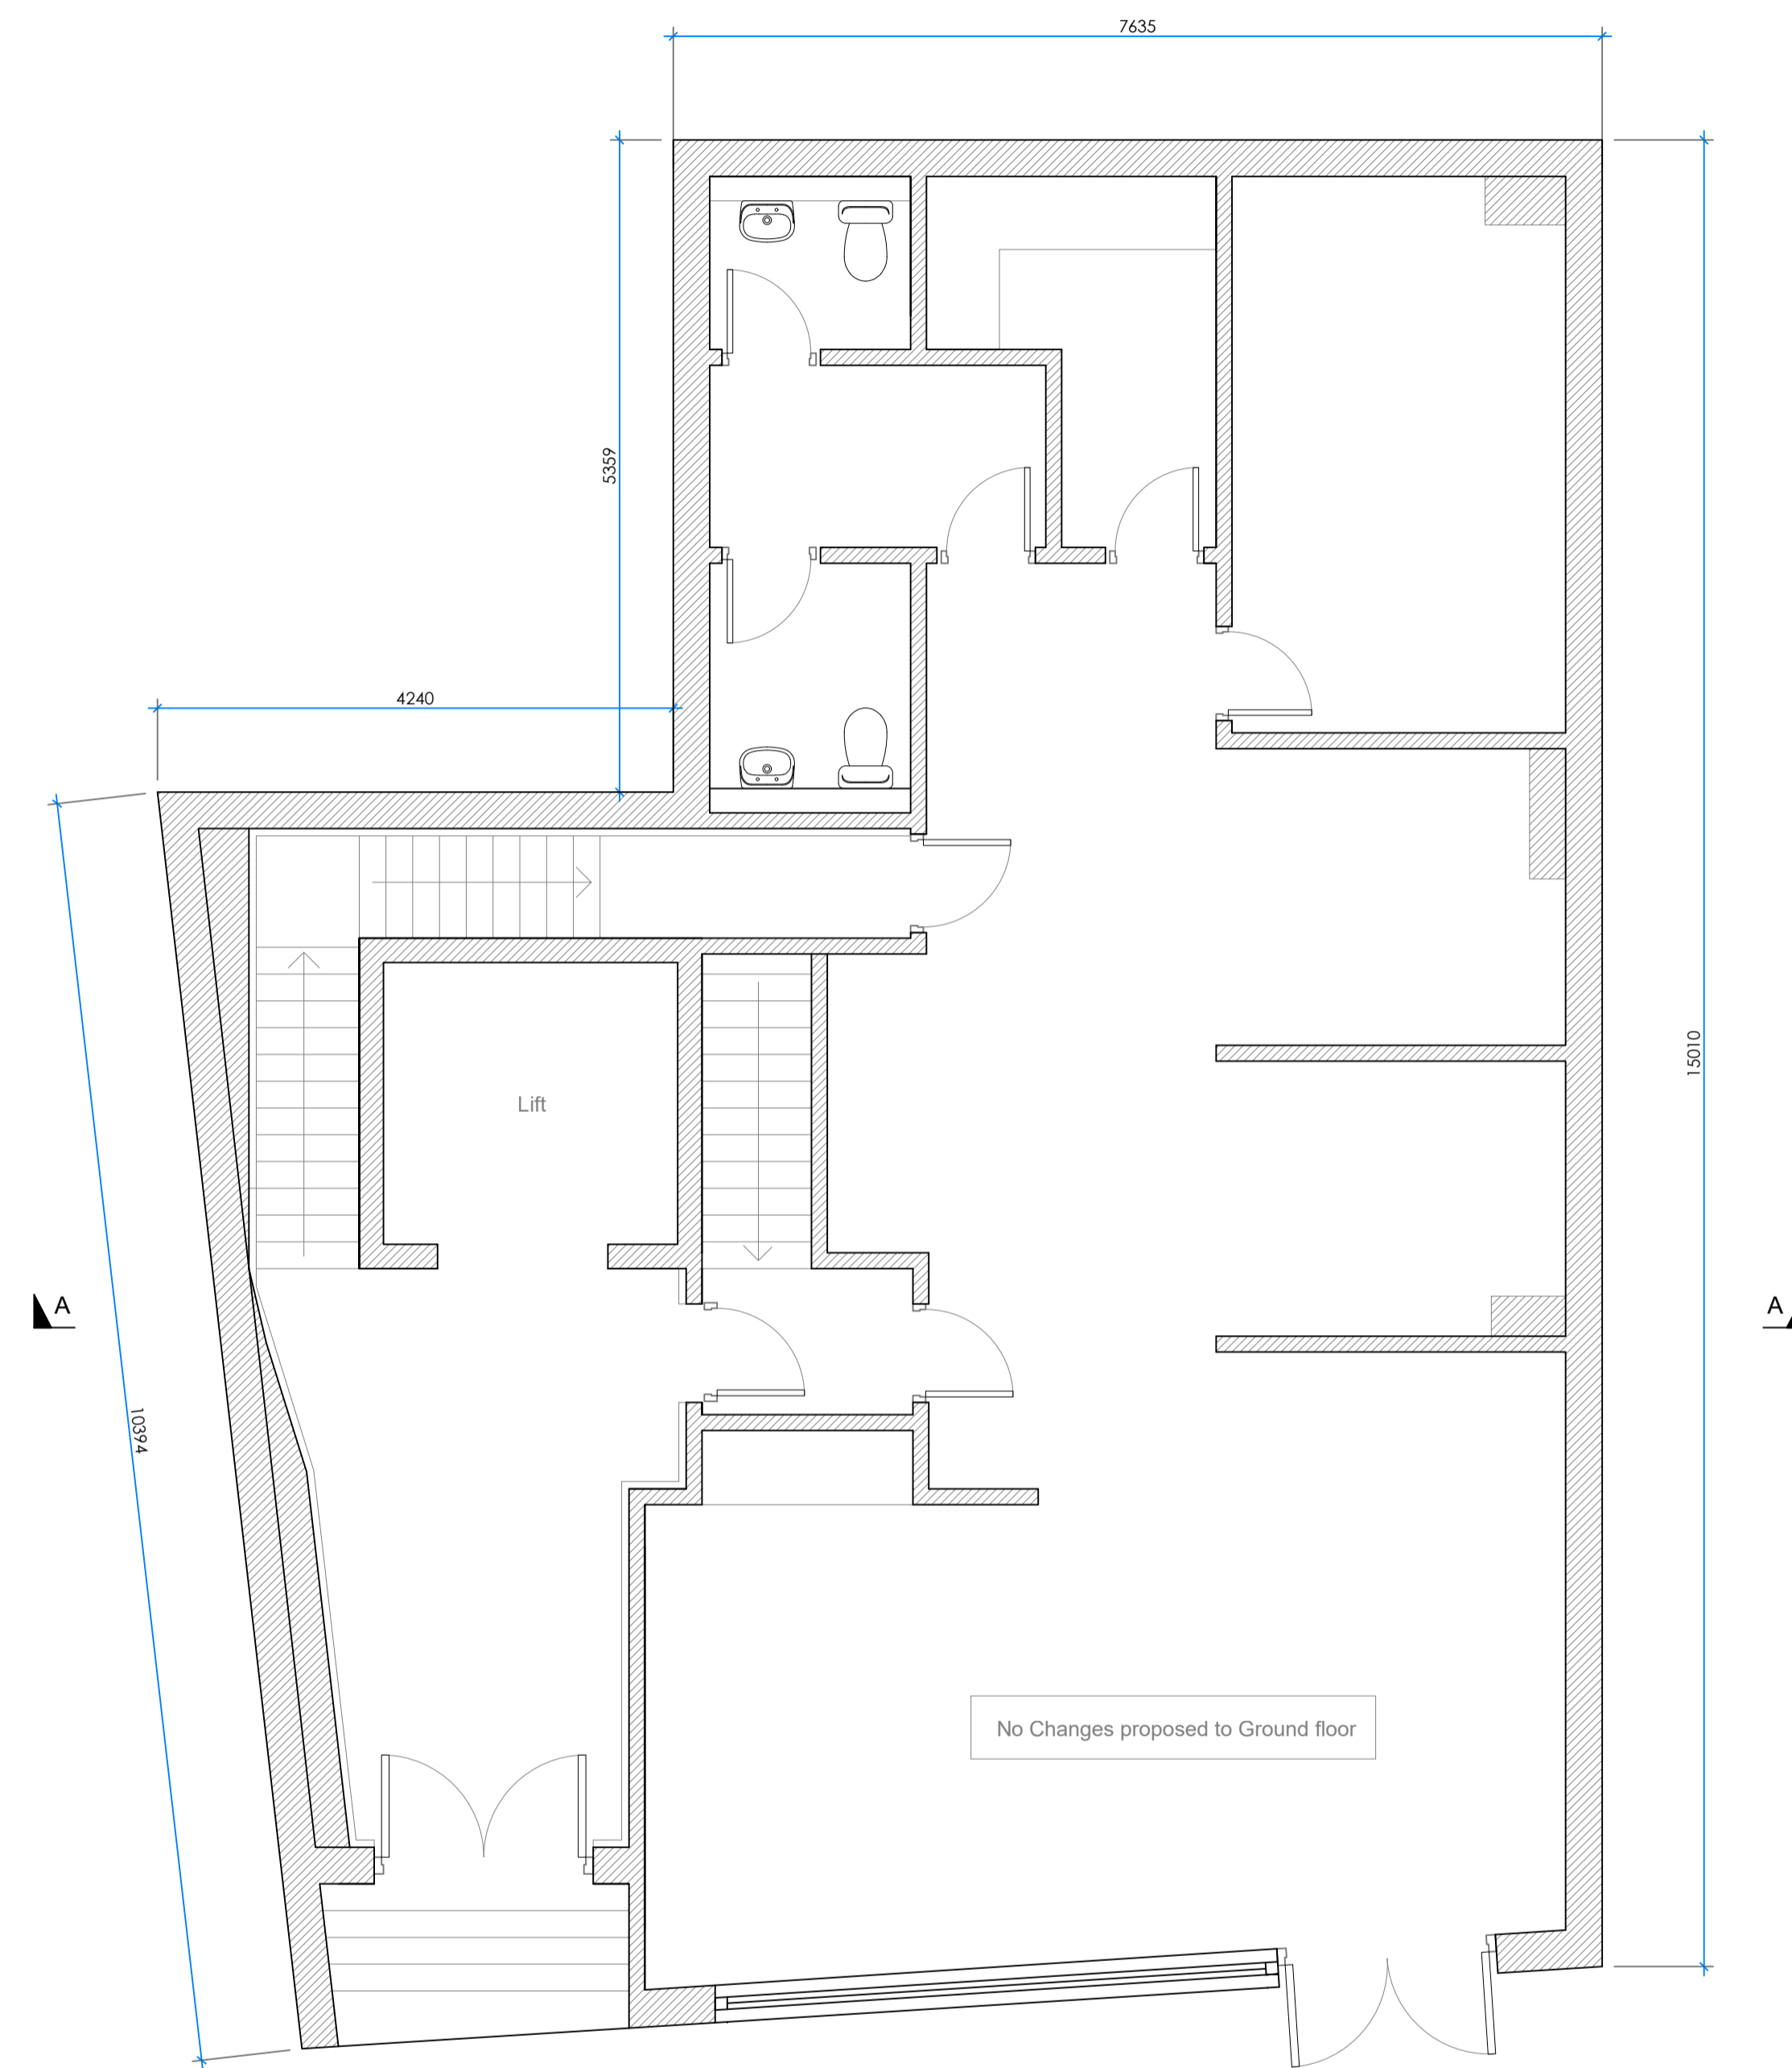 7635
5359
4240
15010
Lift
A
A
10394
No Changes proposed to Ground floor